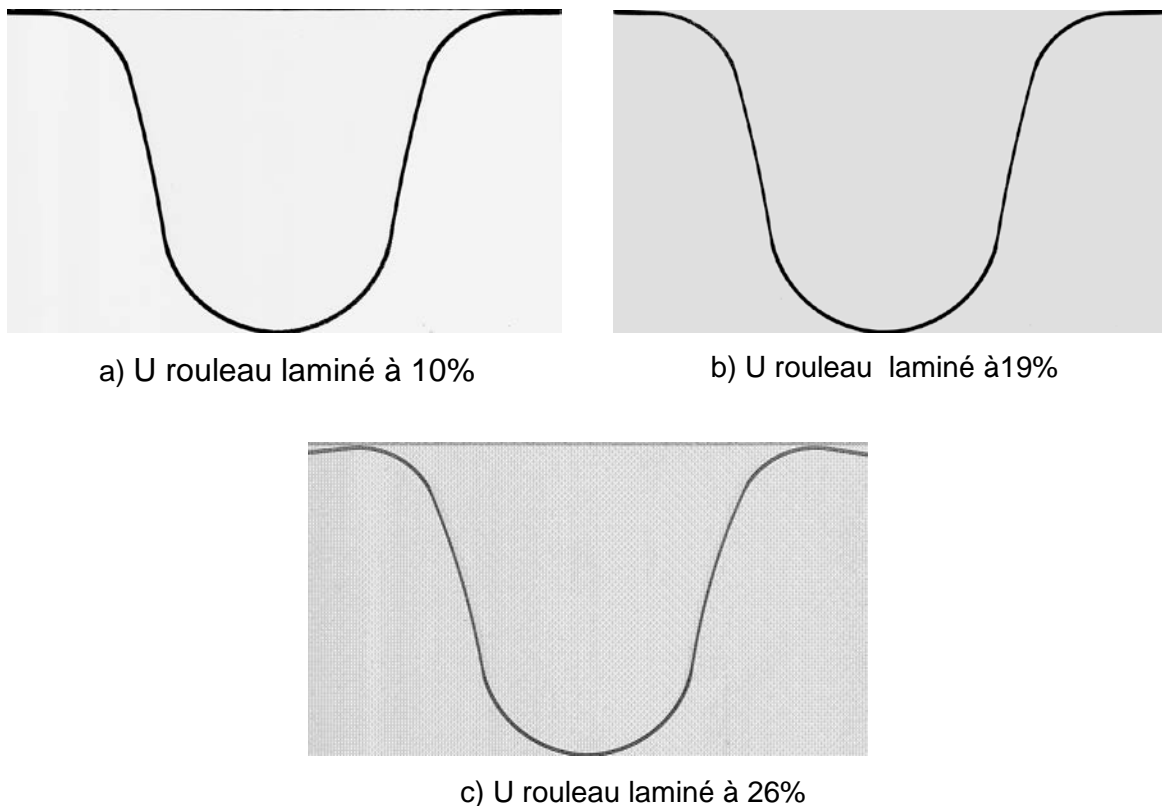 a) U rouleau laminé à 10%
b) U rouleau laminé à19%
c) U rouleau laminé à 26%